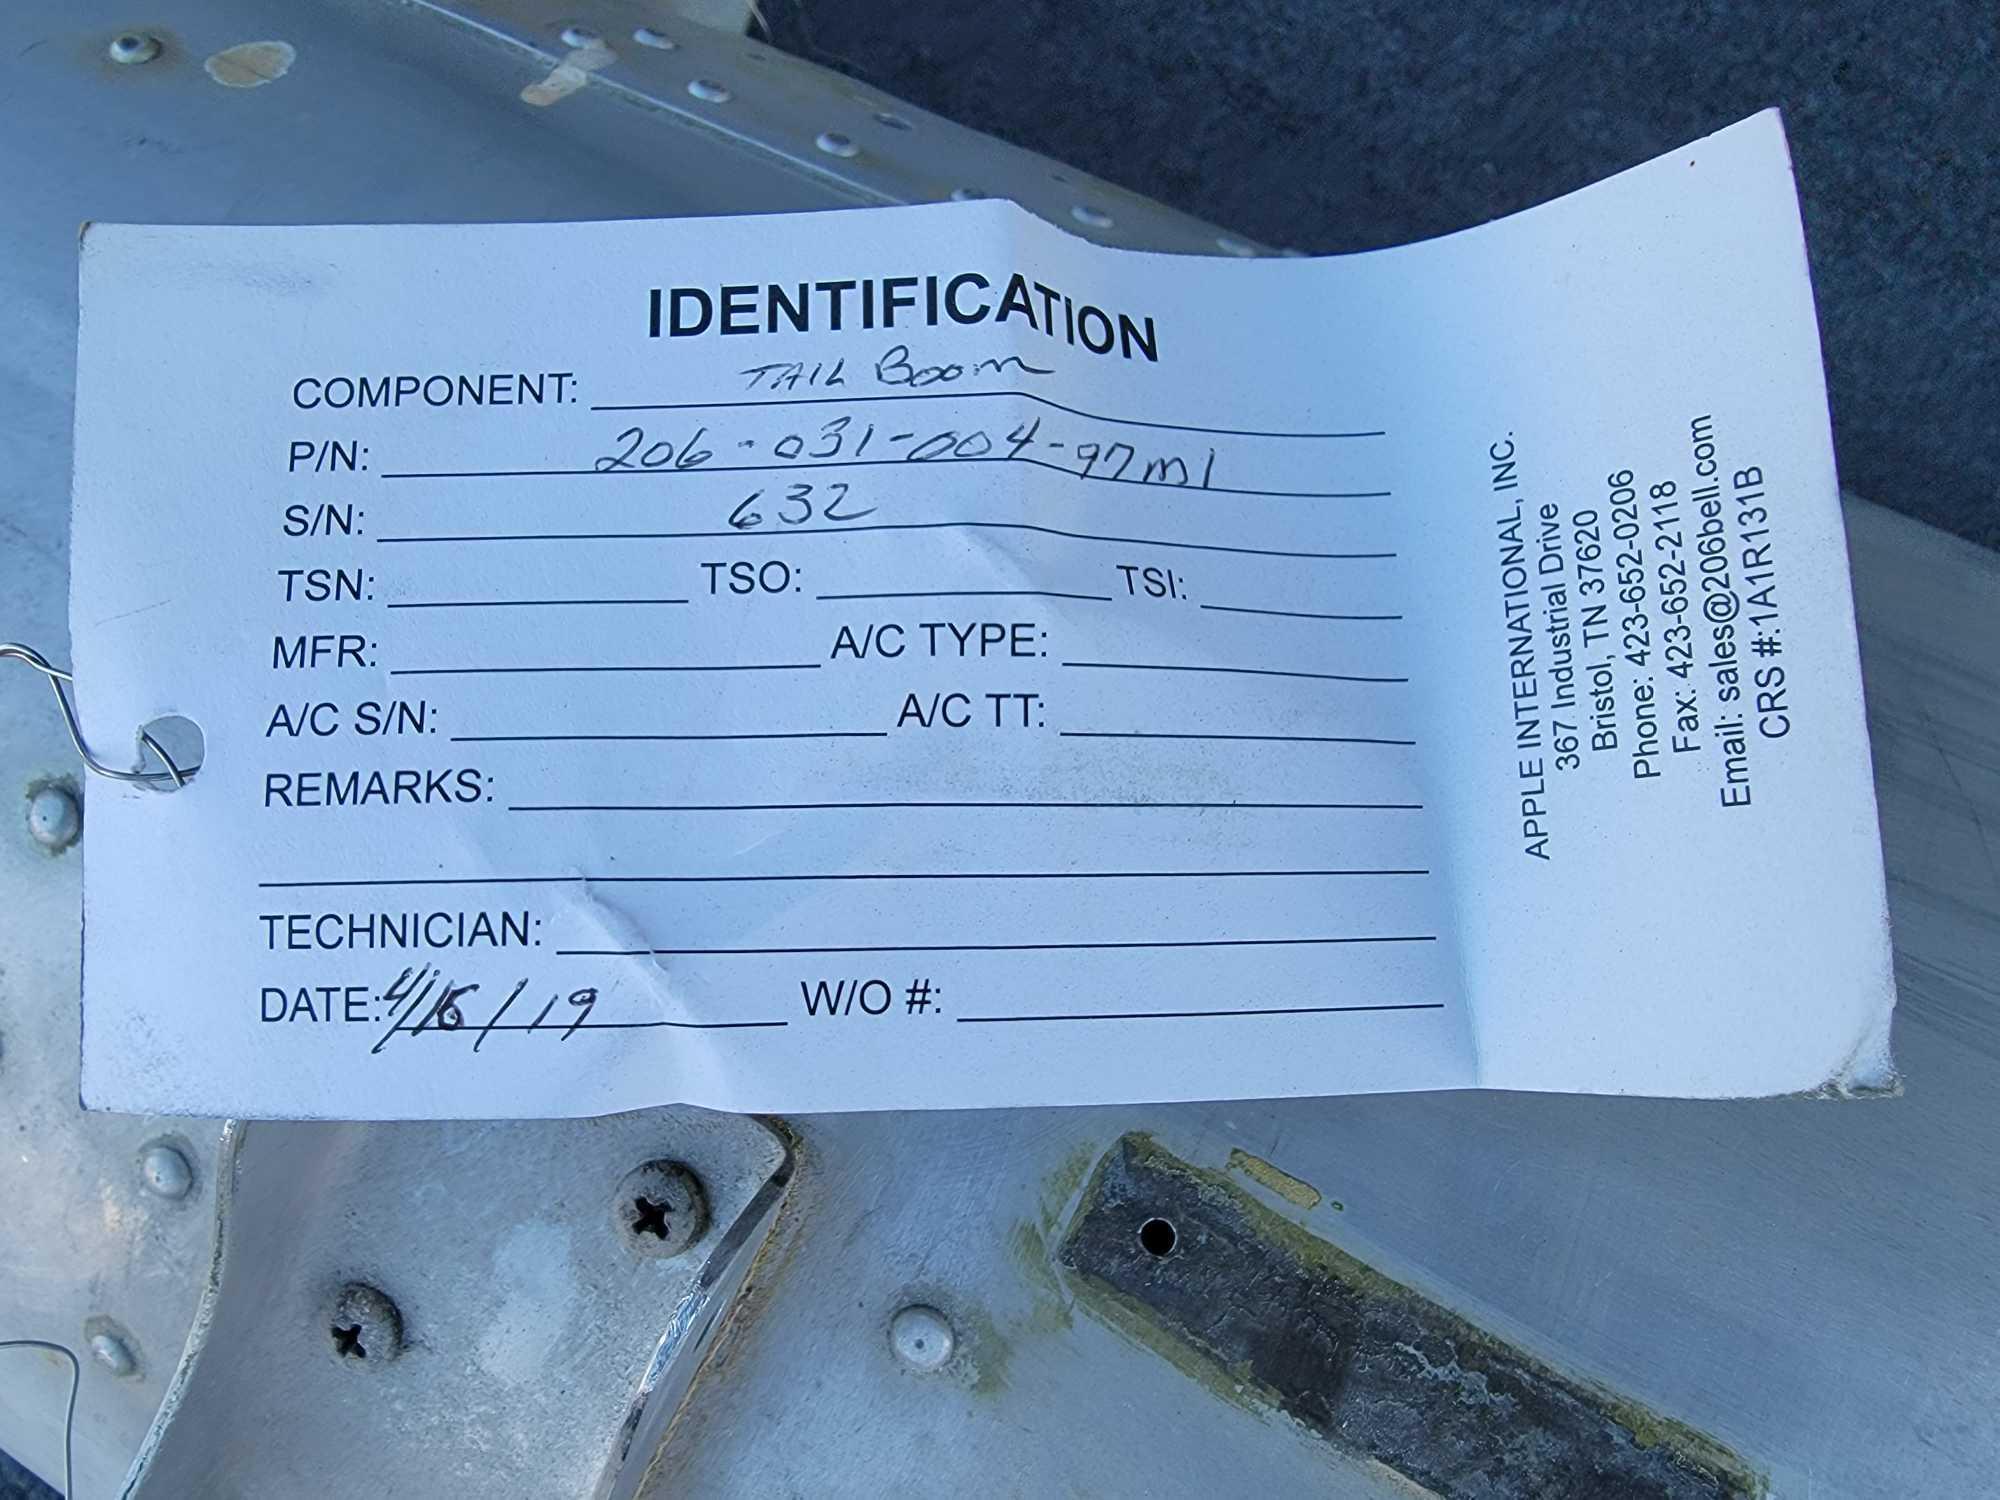 IDENTIFICATION
COMPONENT: TAIL Boom
P/N: 206-031-004-97m1
S/N: 632
TSN: TSO: TSI:
MFR: A/C TYPE:
A/C S/N: A/C TT:
REMARKS:
TECHNICIAN:
DATE: 4/16/19 W/O #:
APPLE INTERNATIONAL, INC.
367 Industrial Drive
Bristol, TN 37620
Phone: 423-652-0206
Fax: 423-652-2118
Email: sales@206bell.com
CRS #:1A1R131B